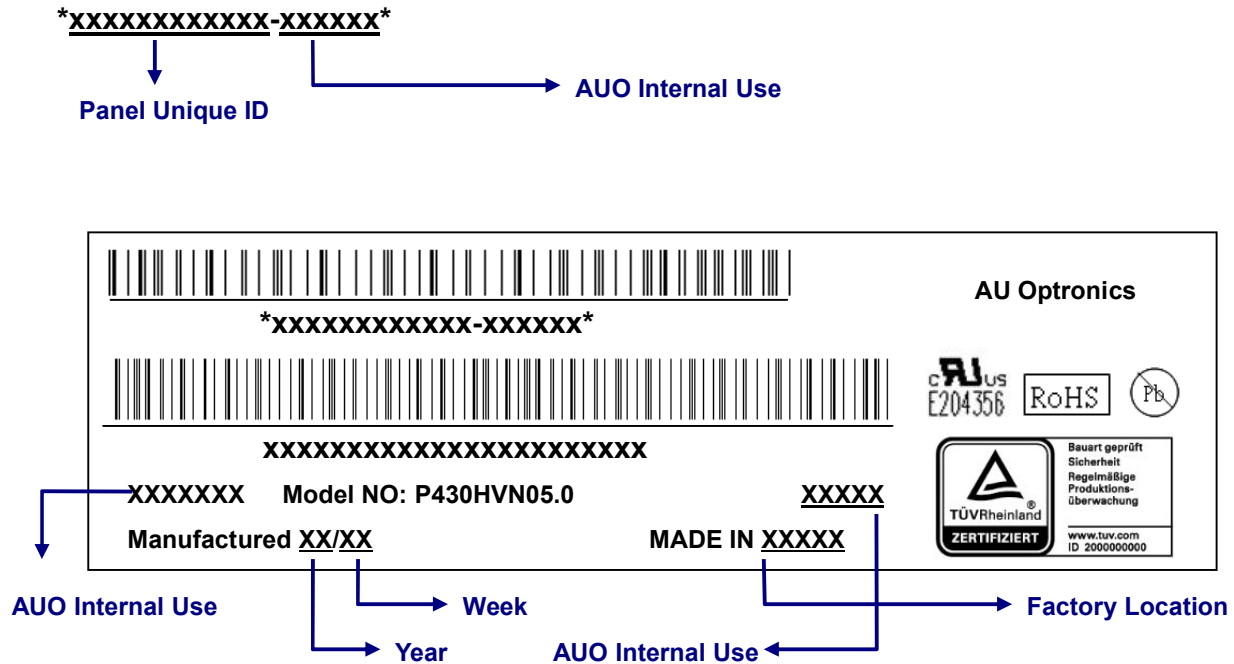 *xxxxxxxxxxxx-xxxxxx*
AUO Internal Use
Panel Unique ID
AU Optronics
*xxxxxxxxxxxx-xxxxxx*
c RU US
E204356
RoHS
Pb
xxxxxxxxxxxxxxxxxxxxxxx
Bauart geprüft
Sicherheit
Regelmäßige
Produktions-
überwachung
TÜVRheinland®
ZERTIFIZIERT
www.tuv.com
ID 2000000000
XXXXXXX Model NO: P430HVN05.0 XXXXX
Manufactured XX/XX MADE IN XXXXX
AUO Internal Use
Week
Factory Location
Year
AUO Internal Use